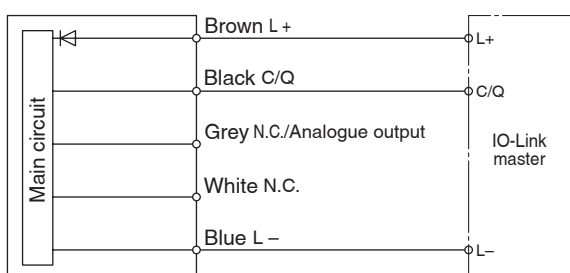 Brown L +
L+
Black C/Q
C/Q
Grey N.C./Analogue output
Main circuit
IO-Link
master
White N.C.
Blue L –
L–